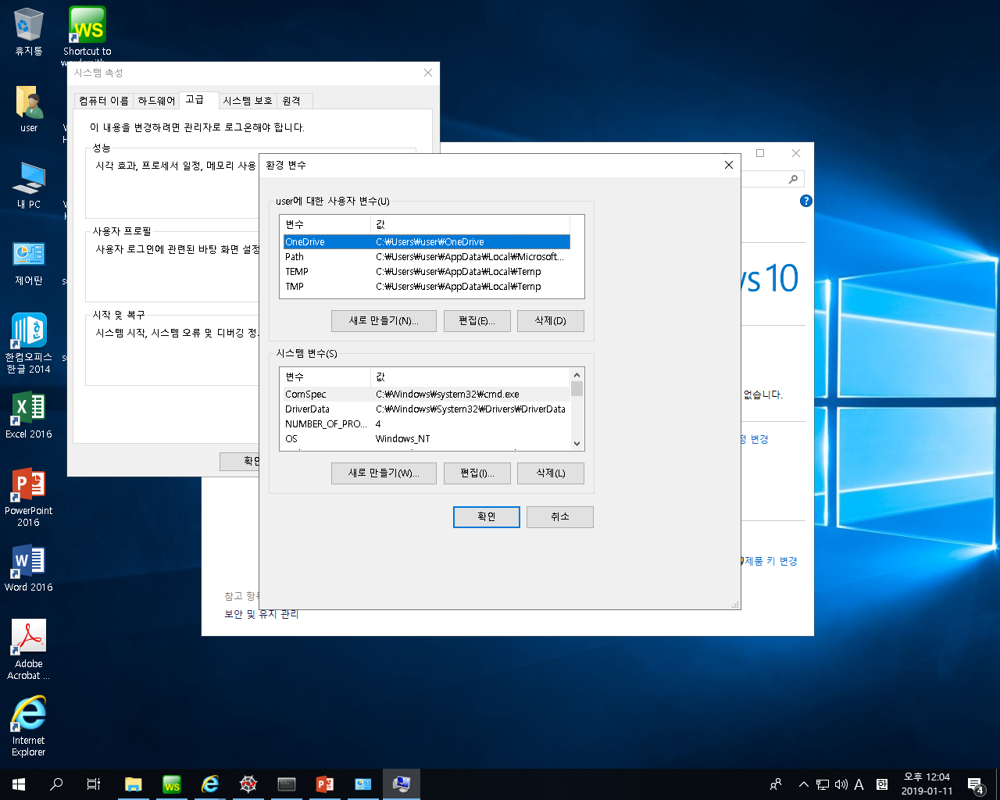 휴지통
WS
Shortcut to
user
내 PC
제어판
한컴오피스
한글 2014
Excel 2016
PowerPoint
2016
Word 2016
Adobe
Acrobat ...
Internet
Explorer
시스템 속성
컴퓨터 이름
하드웨어
고급
시스템 보호
원격
이 내용을 변경하려면 관리자로 로그온해야 합니다.
성능
시각 효과, 프로세서 일정, 메모리 사용
사용자 프로필
사용자 로그인에 관련된 바탕 화면 설정
시작 및 복구
시스템 시작, 시스템 오류 및 디버깅
확인
환경 변수
user에 대한 사용자 변수(U)
변수 값
OneDrive C:₩Users₩user₩OneDrive
Path C:₩Users₩user₩AppData₩Local₩Microsoft...
TEMP C:₩Users₩user₩AppData₩Local₩Temp
TMP C:₩Users₩user₩AppData₩Local₩Temp
새로 만들기(N)...
편집(E)...
삭제(D)
시스템 변수(S)
변수 값
ComSpec C:₩Windows₩system32₩cmd.exe
DriverData C:₩Windows₩System32₩Drivers₩DriverData
NUMBER_OF_PRO... 4
OS Windows_NT
새로 만들기(W)...
편집(I)...
삭제(L)
확인
취소
?
ws 10
없습니다.
변경
제품 키 변경
참고 항목
보안 및 유지 관리
WS
A
한
오후 12:04
2019-01-11
4